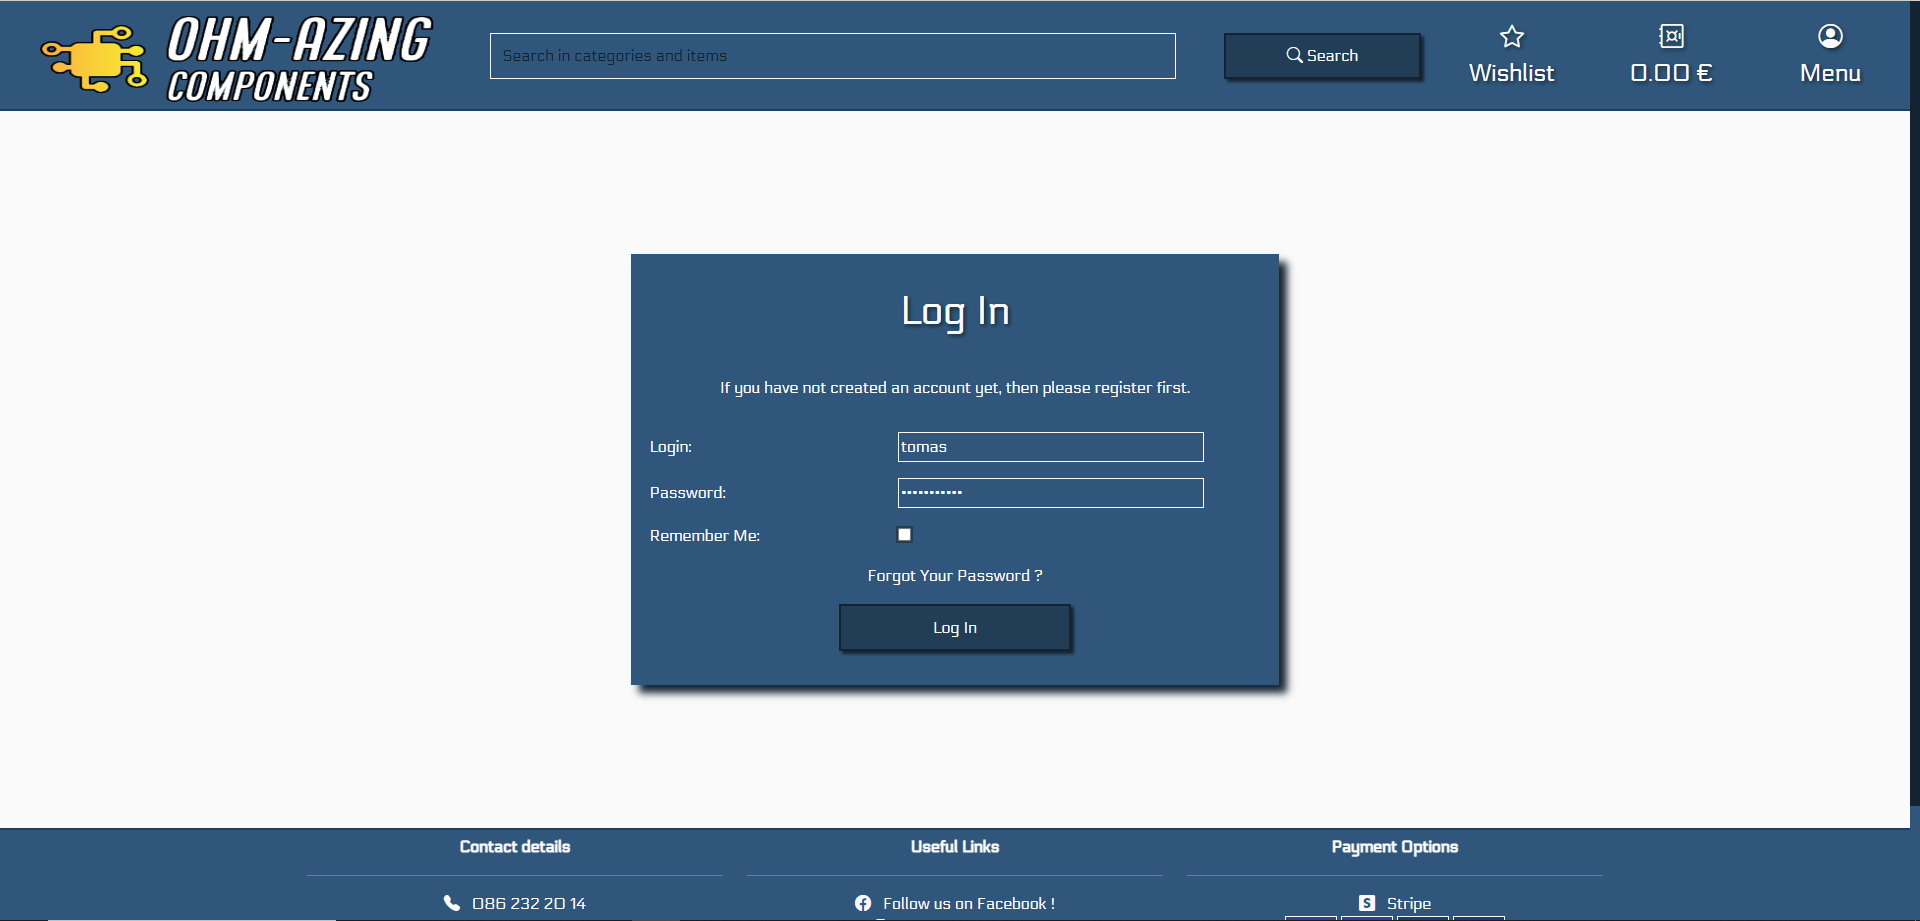 OHM-AZING
COMPONENTS
Search in categories and items
Search
Wishlist
0.00 €
Menu
Log In
If you have not created an account yet, then please register first.
Login:
tomas
Password:
•••••••••••
Remember Me:
Forgot Your Password ?
Log In
Contact details
Useful Links
Payment Options
086 232 20 14
Follow us on Facebook !
S Stripe